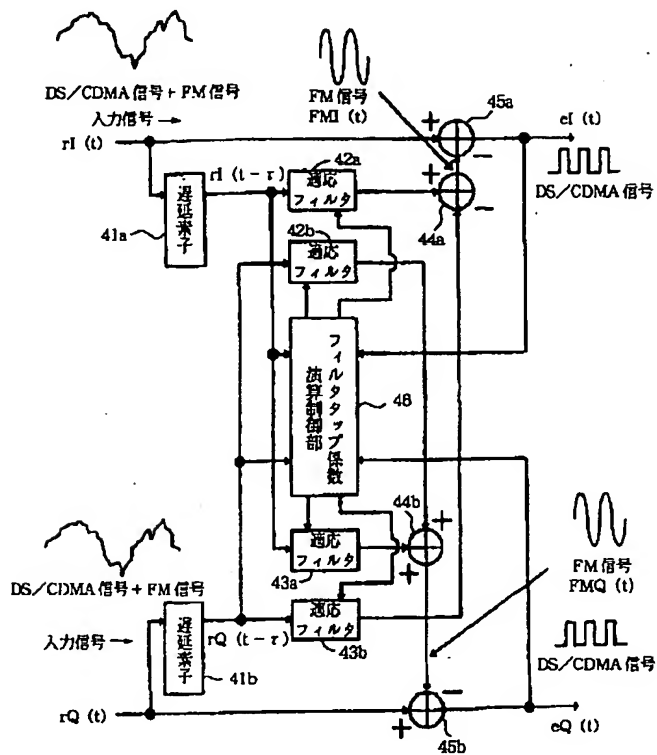 DS／CDMA 信号 + FM 信号
入力信号 →
rI (t)
FM 信号
FMI (t)
45a
+
−
eI (t)
DS／CDMA 信号
rI (t－τ)
42a
適応
フィルタ
+
−
44a
41a
遅延素子
42b
適応
フィルタ
フィルタタップ係数
演算制御部
48
DS／CDMA 信号 + FM 信号
入力信号 →
適応
フィルタ
43a
44b
+
+
FM 信号
FMQ (t)
遅延素子
41b
rQ (t－τ)
適応
フィルタ
43b
DS／CDMA 信号
rQ (t)
+
−
45b
eQ (t)